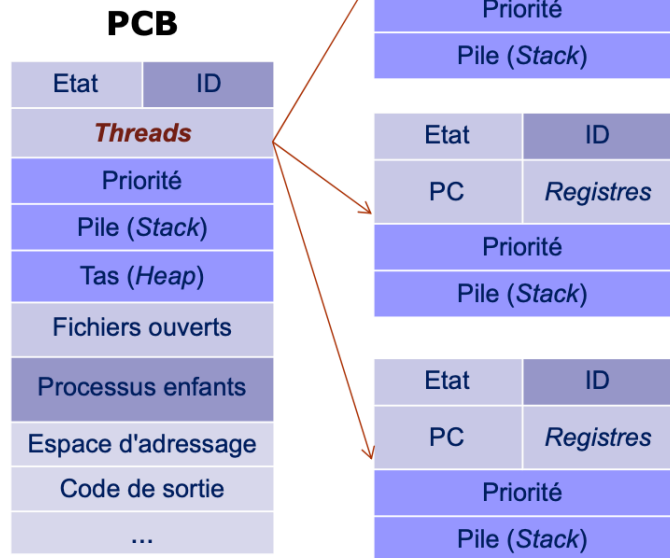 PCB
Etat ID
Threads
Priorité
Pile (Stack)
Tas (Heap)
Fichiers ouverts
Processus enfants
Espace d'adressage
Code de sortie
...
Priorité
Pile (Stack)
Etat ID
PC Registres
Priorité
Pile (Stack)
Etat ID
PC Registres
Priorité
Pile (Stack)